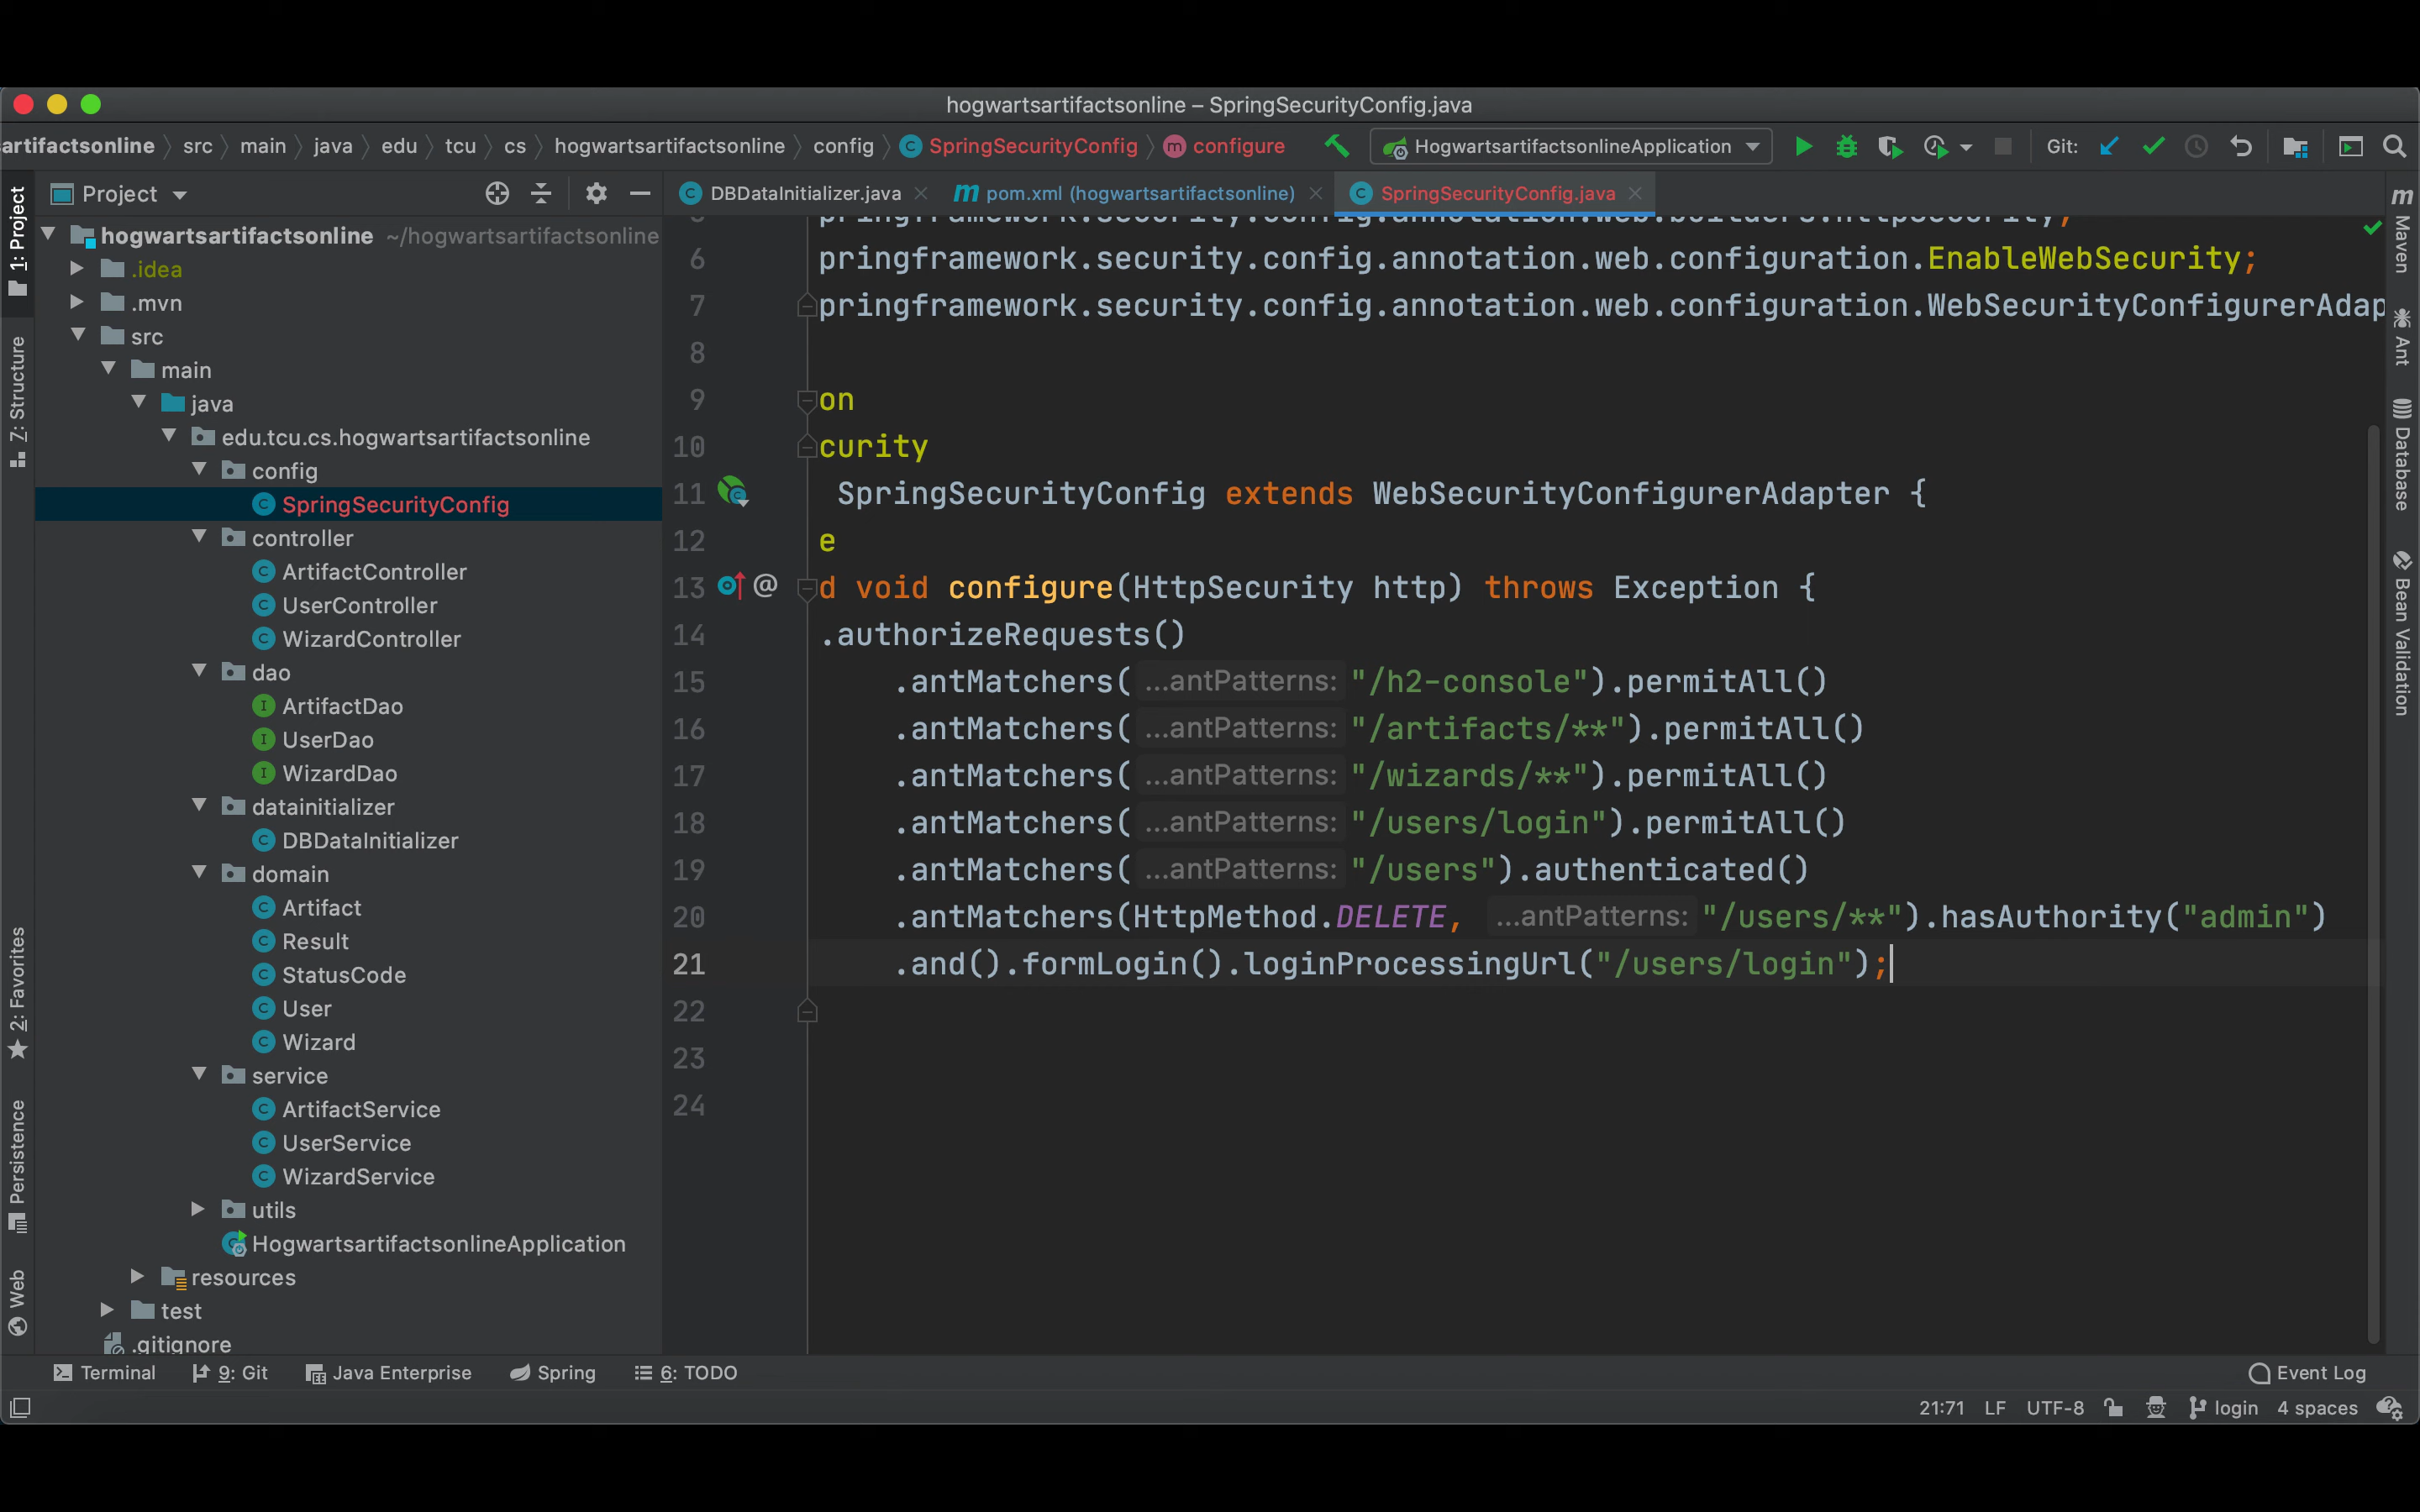 hogwartsartifactsonline – SpringSecurityConfig.java
artifactsonline src main java edu tcu cs hogwartsartifactsonline config SpringSecurityConfig configure HogwartsartifactsonlineApplication Git:
Project
DBDataInitializer.java pom.xml (hogwartsartifactsonline) SpringSecurityConfig.java
1: Project
7: Structure
2: Favorites
Persistence
Web
hogwartsartifactsonline ~/hogwartsartifactsonline
.idea
.mvn
src
main
java
edu.tcu.cs.hogwartsartifactsonline
config
SpringSecurityConfig
controller
ArtifactController
UserController
WizardController
dao
ArtifactDao
UserDao
WizardDao
datainitializer
DBDataInitializer
domain
Artifact
Result
StatusCode
User
Wizard
service
ArtifactService
UserService
WizardService
utils
HogwartsartifactsonlineApplication
resources
test
.gitignore
pringframework.security.config.annotation.web.builders.HttpSecurity;
6 pringframework.security.config.annotation.web.configuration.EnableWebSecurity;
7 pringframework.security.config.annotation.web.configuration.WebSecurityConfigurerAdap
8
9 on
10 curity
11 SpringSecurityConfig extends WebSecurityConfigurerAdapter {
12 e
13 @ d void configure(HttpSecurity http) throws Exception {
14 .authorizeRequests()
15 .antMatchers( ...antPatterns: "/h2-console").permitAll()
16 .antMatchers( ...antPatterns: "/artifacts/**").permitAll()
17 .antMatchers( ...antPatterns: "/wizards/**").permitAll()
18 .antMatchers( ...antPatterns: "/users/login").permitAll()
19 .antMatchers( ...antPatterns: "/users").authenticated()
20 .antMatchers(HttpMethod.DELETE, ...antPatterns: "/users/**").hasAuthority("admin")
21 .and().formLogin().loginProcessingUrl("/users/login");
22
23
24
Maven
Ant
Database
Bean Validation
Terminal 9: Git Java Enterprise Spring 6: TODO Event Log
21:71 LF UTF-8 login 4 spaces